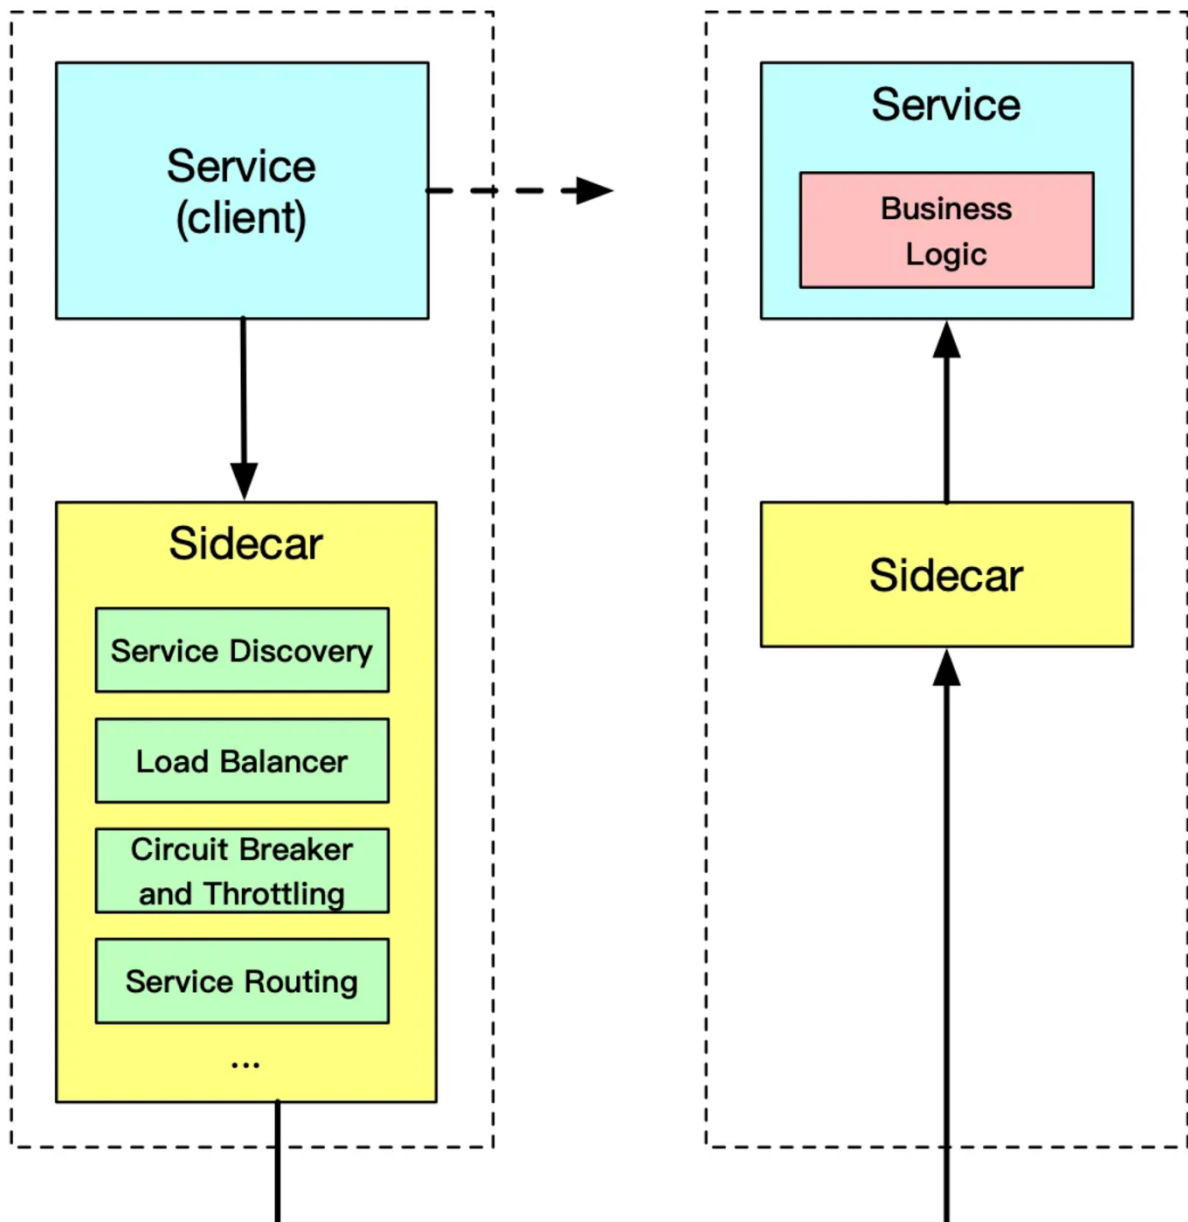 Service
(client)
Sidecar
Service Discovery
Load Balancer
Circuit Breaker
and Throttling
Service Routing
...
Service
Business
Logic
Sidecar